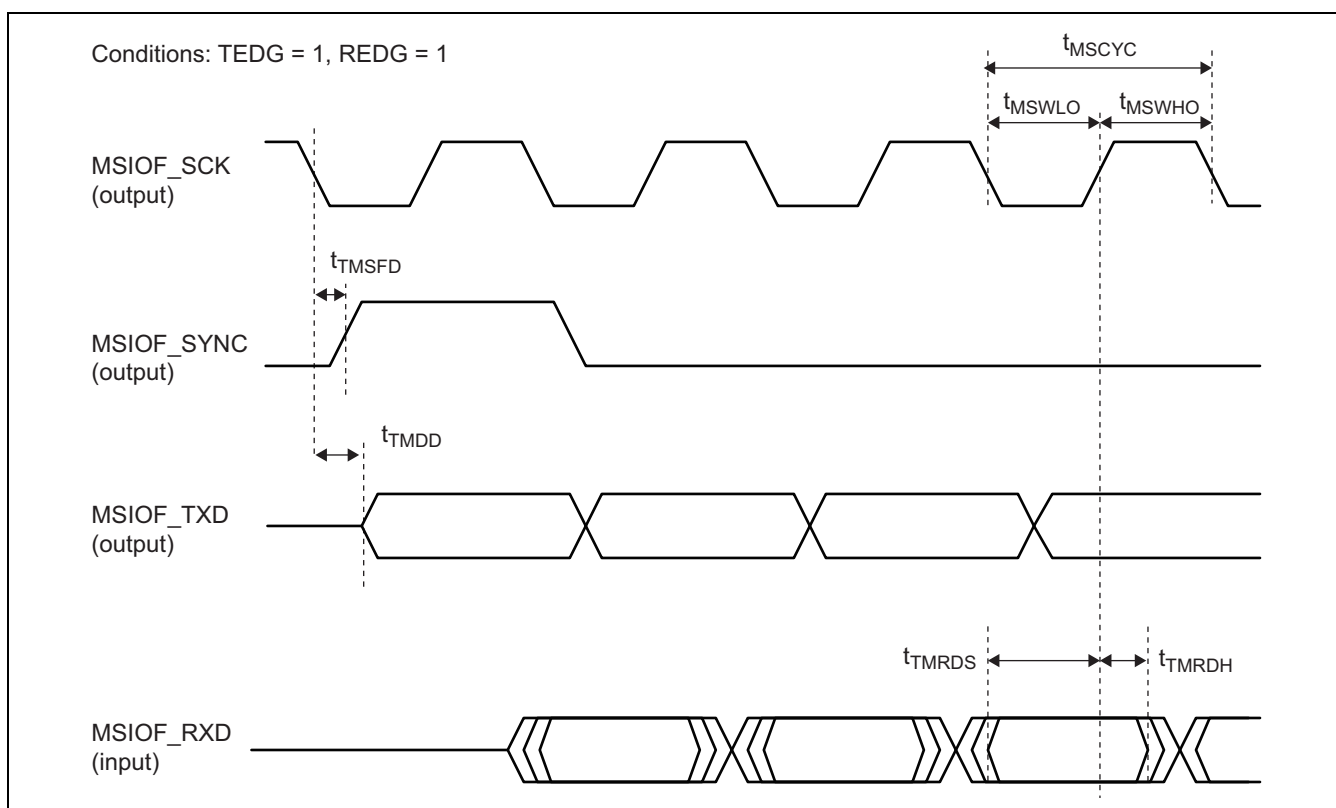 Conditions: TEDG = 1, REDG = 1
tMSCYC
tMSWLO
tMSWHO
MSIOF_SCK
(output)
tTMSFD
MSIOF_SYNC
(output)
tTMDD
MSIOF_TXD
(output)
tTMRDS
tTMRDH
MSIOF_RXD
(input)